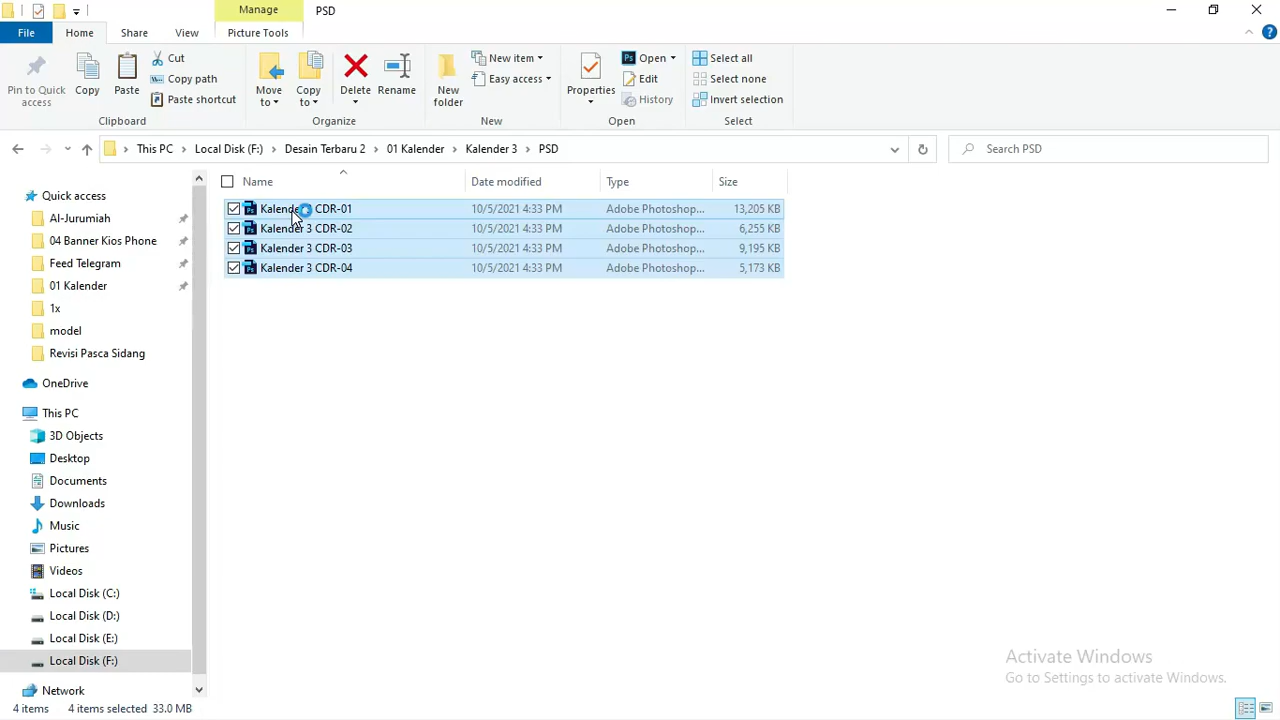 Manage
PSD
File
Home
Share
View
Picture Tools
Pin to Quick access
Copy
Paste
Cut
Copy path
Paste shortcut
Clipboard
Move to
Copy to
Delete
Rename
Organize
New folder
New item
Easy access
New
Properties
Open
Edit
History
Open
Select all
Select none
Invert selection
Select
This PC
Local Disk (F:)
Desain Terbaru 2
01 Kalender
Kalender 3
PSD
Search PSD
Name
Date modified
Type
Size
CDR-01 10/5/2021 4:33 PM Adobe Photoshop... 13,205 KB
Kalender 3 CDR-02 10/5/2021 4:33 PM Adobe Photoshop... 6,255 KB
Kalender 3 CDR-03 10/5/2021 4:33 PM Adobe Photoshop... 9,195 KB
Kalender 3 CDR-04 10/5/2021 4:33 PM Adobe Photoshop... 5,173 KB
Quick access
Al-Jurumiah
04 Banner Kios Phone
Feed Telegram
01 Kalender
1x
model
Revisi Pasca Sidang
OneDrive
This PC
3D Objects
Desktop
Documents
Downloads
Music
Pictures
Videos
Local Disk (C:)
Local Disk (D:)
Local Disk (E:)
Local Disk (F:)
Network
Activate Windows
Go to Settings to activate Windows.
4 items
4 items selected 33.0 MB